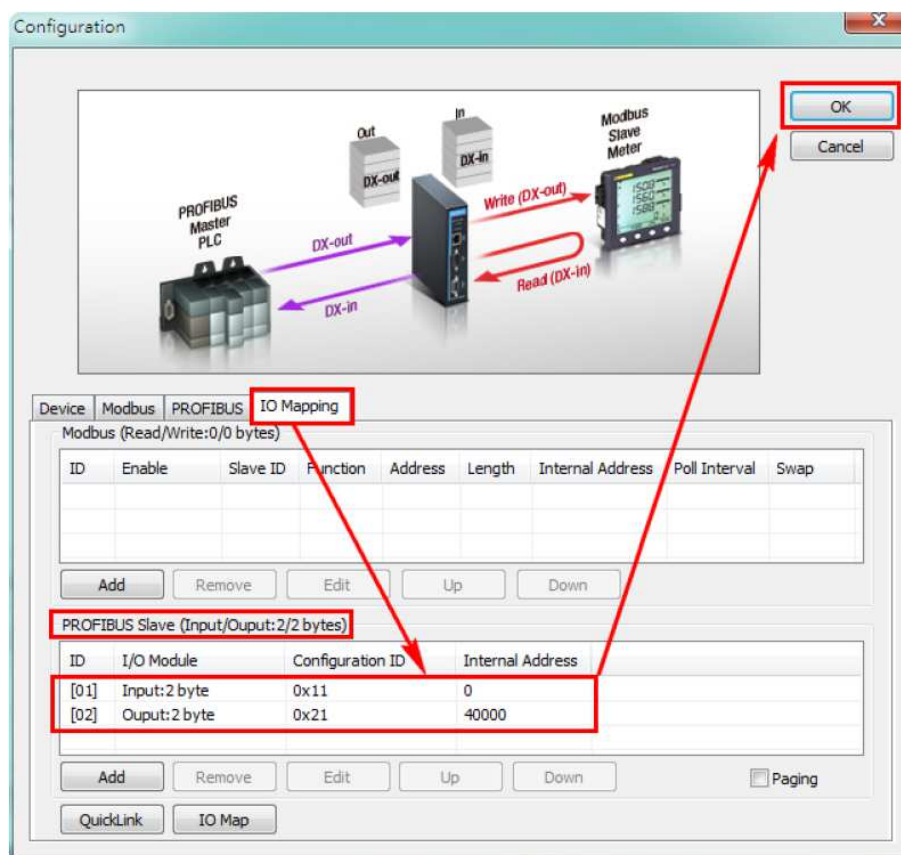 Configuration
x
OK
Cancel
Out
In
DX-out
DX-in
Modbus
Slave
Meter
1508
1560
1588
Write (DX-out)
Read (DX-in)
PROFIBUS
Master
PLC
DX-out
DX-in
Device Modbus PROFIBUS IO Mapping
Modbus (Read/Write:0/0 bytes)
ID Enable Slave ID Function Address Length Internal Address Poll Interval Swap
Add Remove Edit Up Down
PROFIBUS Slave (Input/Ouput:2/2 bytes)
ID I/O Module Configuration ID Internal Address
[01] Input:2 byte 0x11 0
[02] Ouput:2 byte 0x21 40000
Add Remove Edit Up Down Paging
QuickLink IO Map